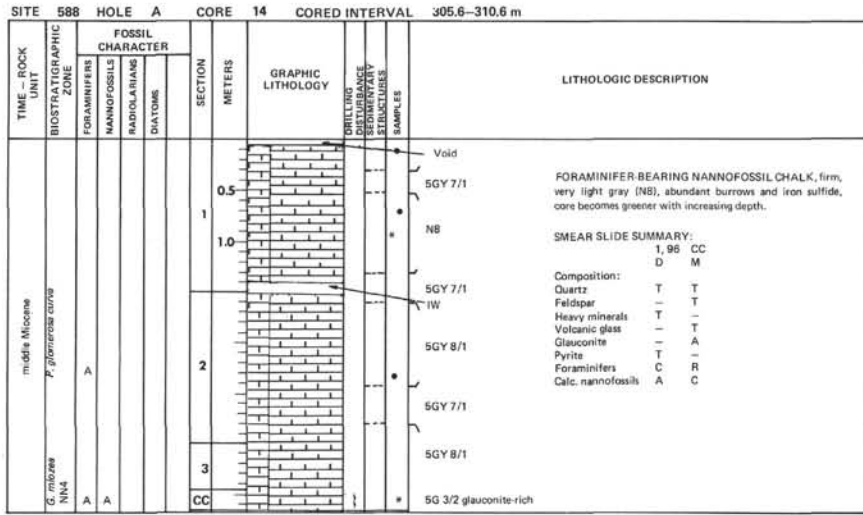 SITE 588 HOLE A CORE 14 CORED INTERVAL 305.6–310.6 m
TIME – ROCK UNIT
BIOSTRATIGRAPHIC ZONE
FOSSIL CHARACTER
FORAMINIFERS
NANNOFOSSILS
RADIOLARIANS
DIATOMS
SECTION
METERS
GRAPHIC LITHOLOGY
DRILLING DISTURBANCE
SEDIMENTARY STRUCTURES
SAMPLES
LITHOLOGIC DESCRIPTION
middle Miocene
P. glomerosa curva
G. miozea
NN4
A
A A
1
2
3
CC
0.5
1.0
Void
5GY 7/1
N8
5GY 7/1
IW
5GY 8/1
5GY 7/1
5GY 8/1
5G 3/2 glauconite-rich
FORAMINIFER-BEARING NANNOFOSSIL CHALK, firm,
very light gray (N8), abundant burrows and iron sulfide,
core becomes greener with increasing depth.
SMEAR SLIDE SUMMARY:
1, 96 CC
D M
Composition:
Quartz T T
Feldspar – T
Heavy minerals T –
Volcanic glass – T
Glauconite – A
Pyrite T –
Foraminifers C R
Calc. nannofossils A C